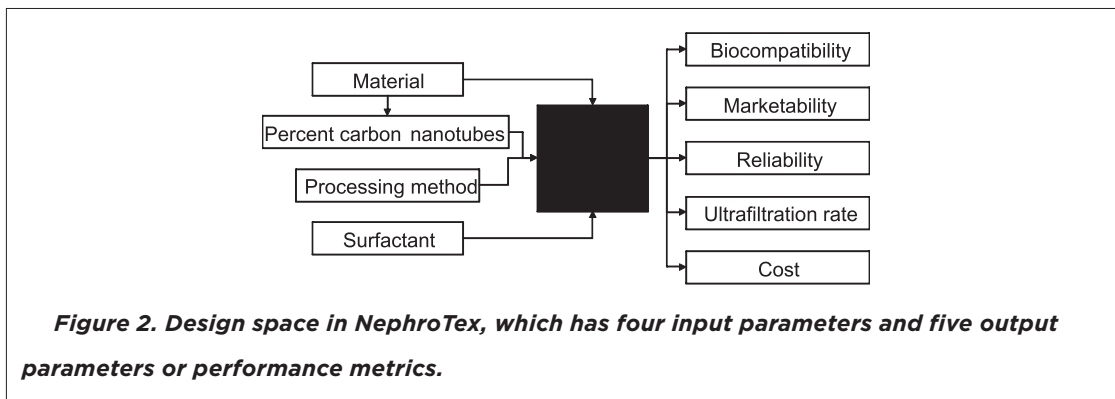 Material
Percent carbon nanotubes
Processing method
Surfactant
Biocompatibility
Marketability
Reliability
Ultrafiltration rate
Cost
Figure 2. Design space in NephroTex, which has four input parameters and five output
parameters or performance metrics.